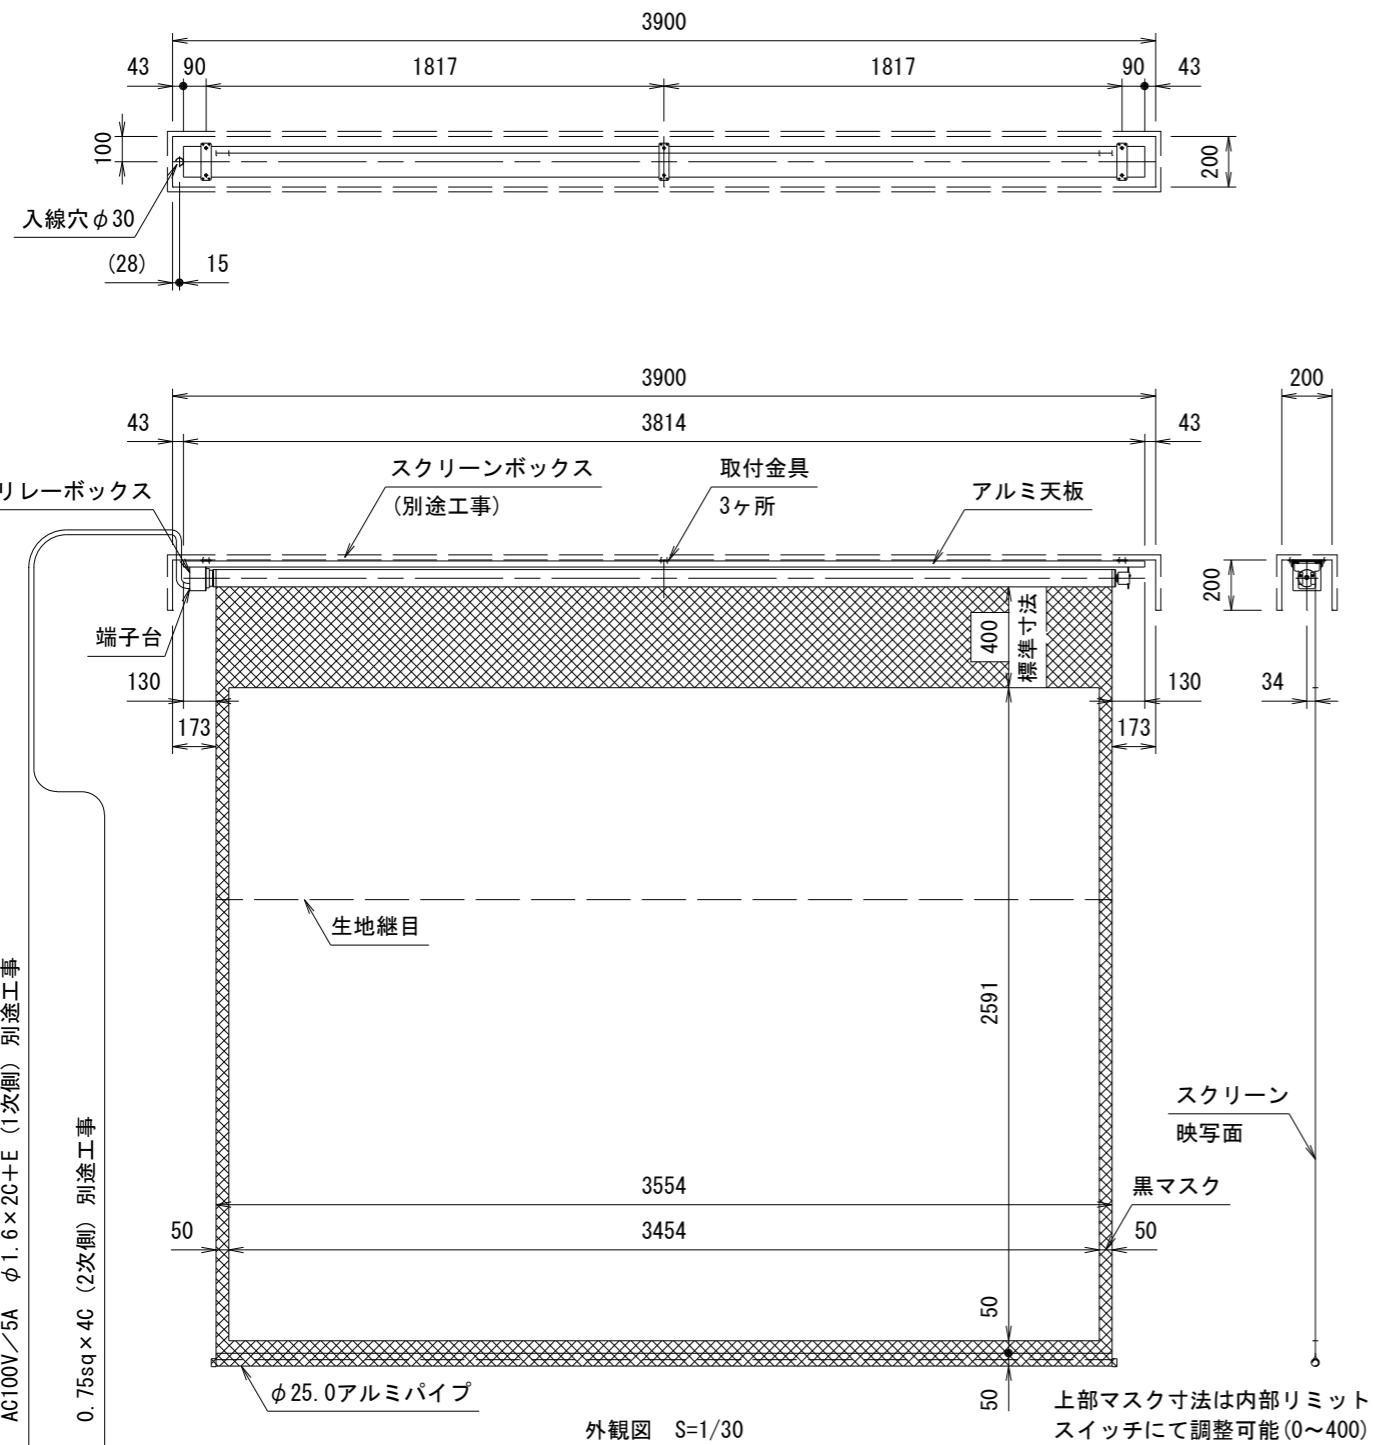 3900
43 90 1817 1817 90 43
100
200
入線穴φ30
(28) 15
3900
200
43 3814 43
リレーボックス
スクリーンボックス
(別途工事)
取付金具
3ヶ所
アルミ天板
200
端子台
400
標準寸法
130
130
34
173
173
生地継目
2591
スクリーン
映写面
3554
黒マスク
50 3454 50
50
φ25.0アルミパイプ
50
AC100V/5A φ1.6×2C+E (1次側) 別途工事
0.75sq×4C (2次側) 別途工事
外観図 S=1/30
上部マスク寸法は内部リミット
スイッチにて調整可能(0~400)